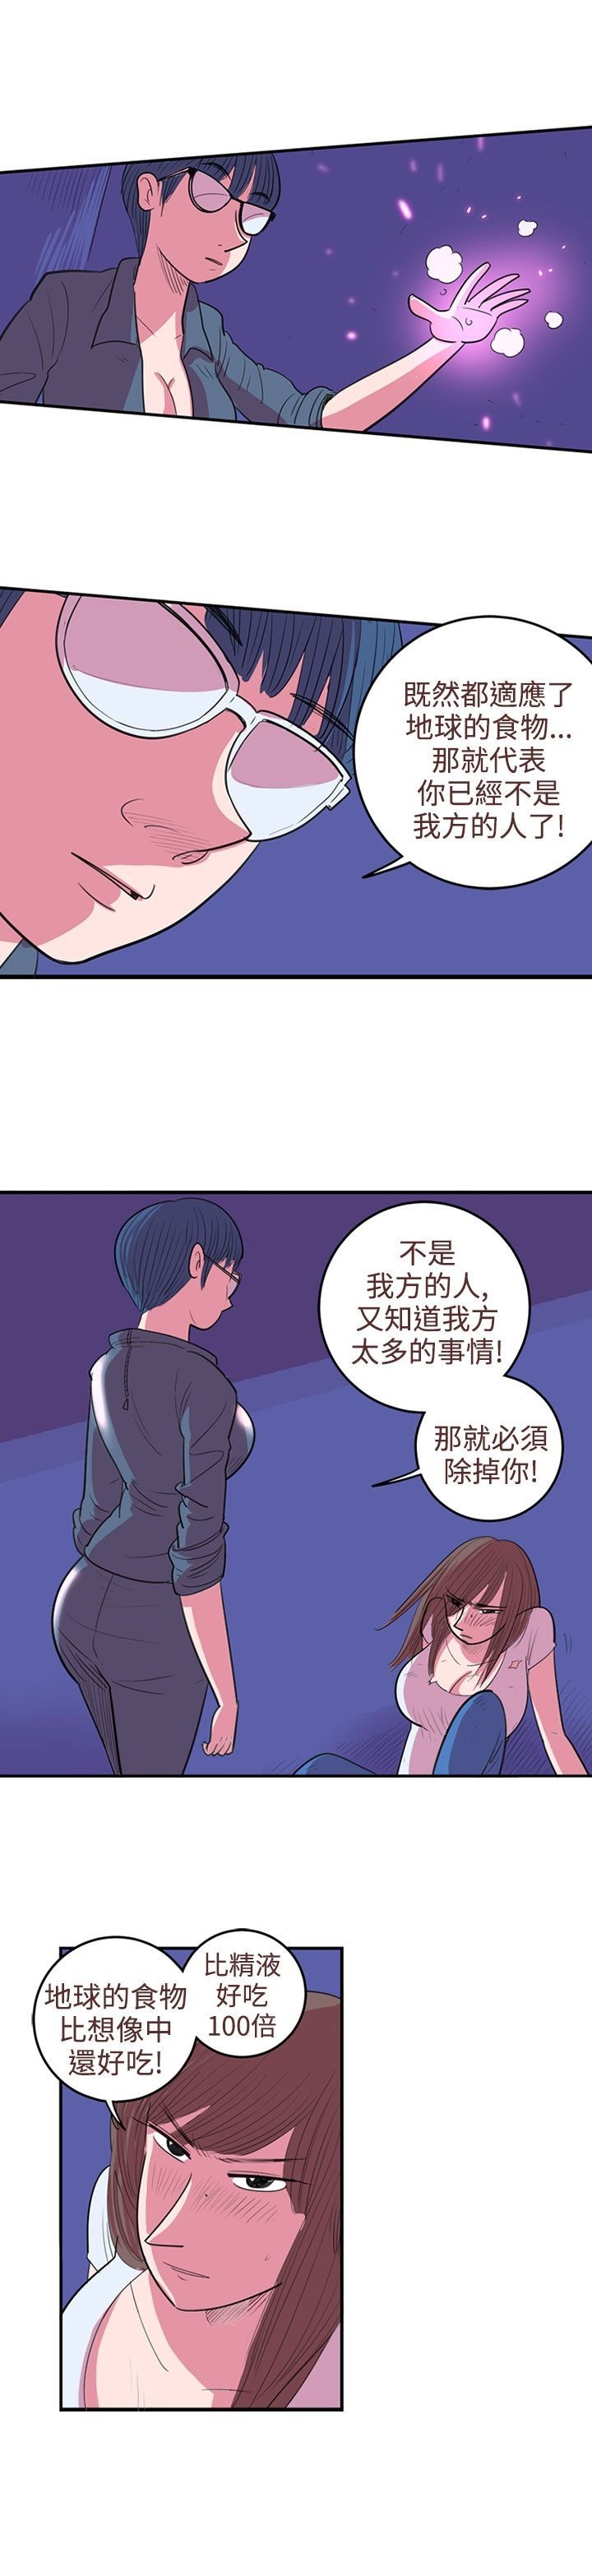 既然都適應了
地球的食物...
那就代表
你已經不是
我方的人了!
不是
我方的人,
又知道我方
太多的事情!
那就必須
除掉你!
地球的食物
比想像中
還好吃!
比精液
好吃
100倍